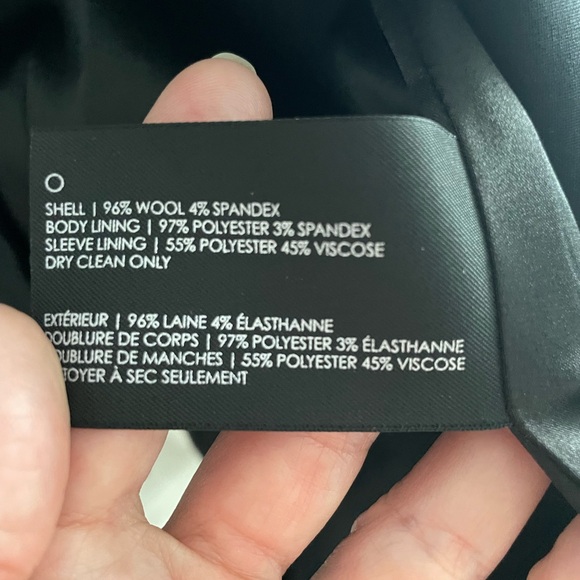 SHELL | 96% WOOL 4% SPANDEX
BODY LINING | 97% POLYESTER 3% SPANDEX
SLEEVE LINING | 55% POLYESTER 45% VISCOSE
DRY CLEAN ONLY
EXTÉRIEUR | 96% LAINE 4% ÉLASTHANNE
DOUBLURE DE CORPS | 97% POLYESTER 3% ÉLASTHANNE
DE MANCHES | 55% POLYESTER 45% VISCOSE
À SEC SEULEMENT